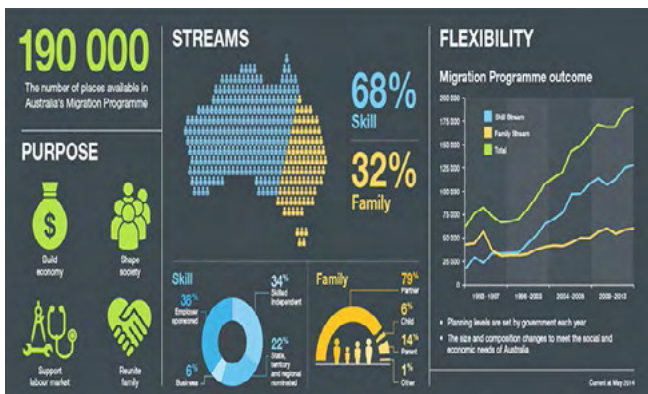 190 000
The number of places available in
Australia's Migration Programme
PURPOSE
Build
economy
Shape
society
Support
labour market
Reunite
family
STREAMS
68%
Skill
32%
Family
Skill
38%
Employer
sponsored
34%
Skilled
Independent
22%
State,
territory
and regional
nominated
6%
Business
Family
79%
Partner
6%
Child
14%
Parent
1%
Other
FLEXIBILITY
Migration Programme outcome
200 000
175 000
150 000
125 000
100 000
75 000
50 000
25 000
0
Skill Stream
Family Stream
Total
2004-2008
• Planning levels are set by government each year
• The size and composition changes to meet the social and
economic needs of Australia
Current at May 2014